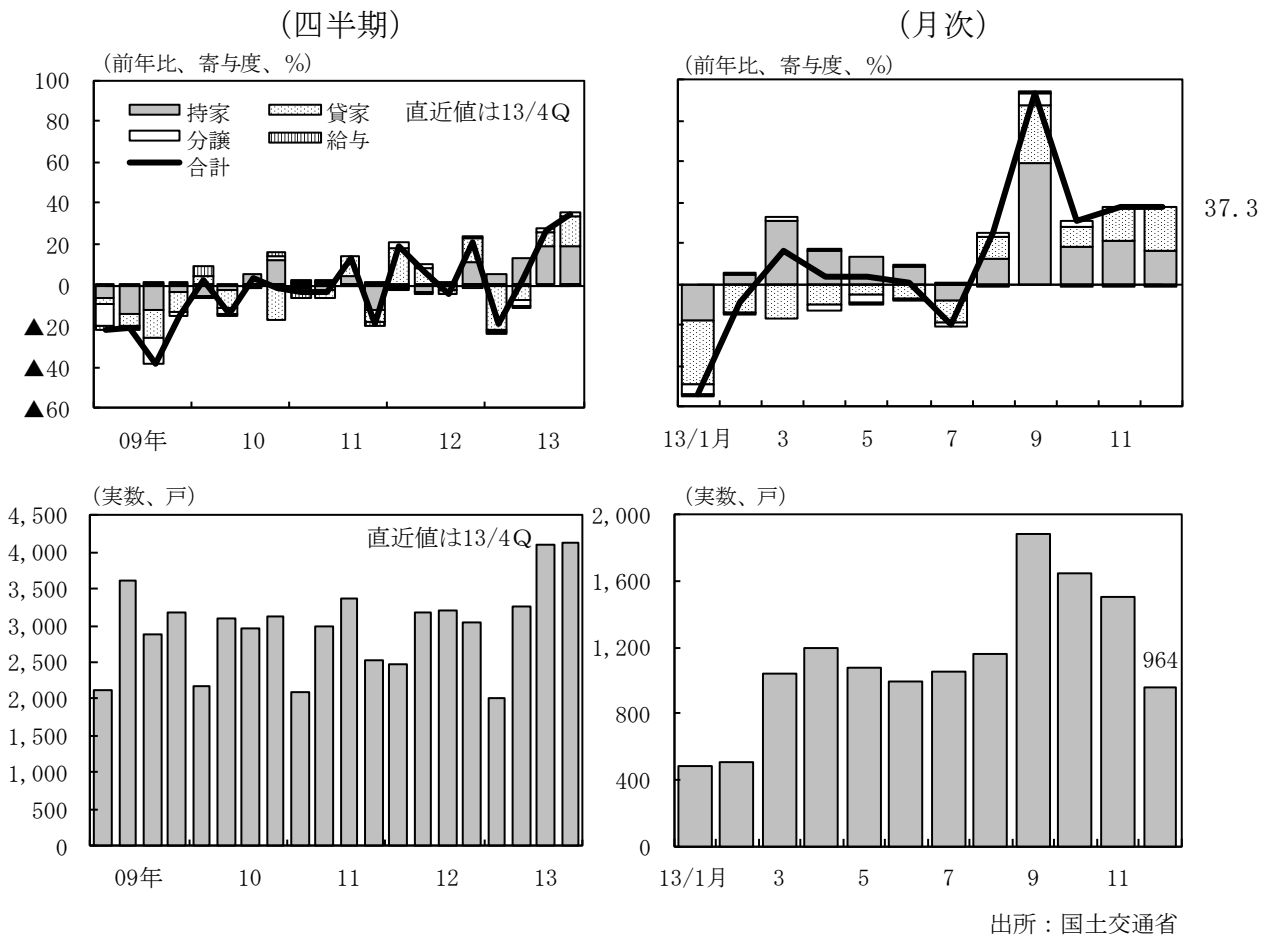 (四半期)
(月次)
(前年比、寄与度、%)
(前年比、寄与度、%)
100
80
60
40
20
0
▲20
▲40
▲60
持家
貸家
直近値は13/4Q
分譲
給与
合計
37.3
09年
10
11
12
13
13/1月
3
5
7
9
11
(実数、戸)
(実数、戸)
4,500
4,000
3,500
3,000
2,500
2,000
1,500
1,000
500
0
直近値は13/4Q
2,000
1,600
1,200
800
400
0
964
09年
10
11
12
13
13/1月
3
5
7
9
11
出所:国土交通省